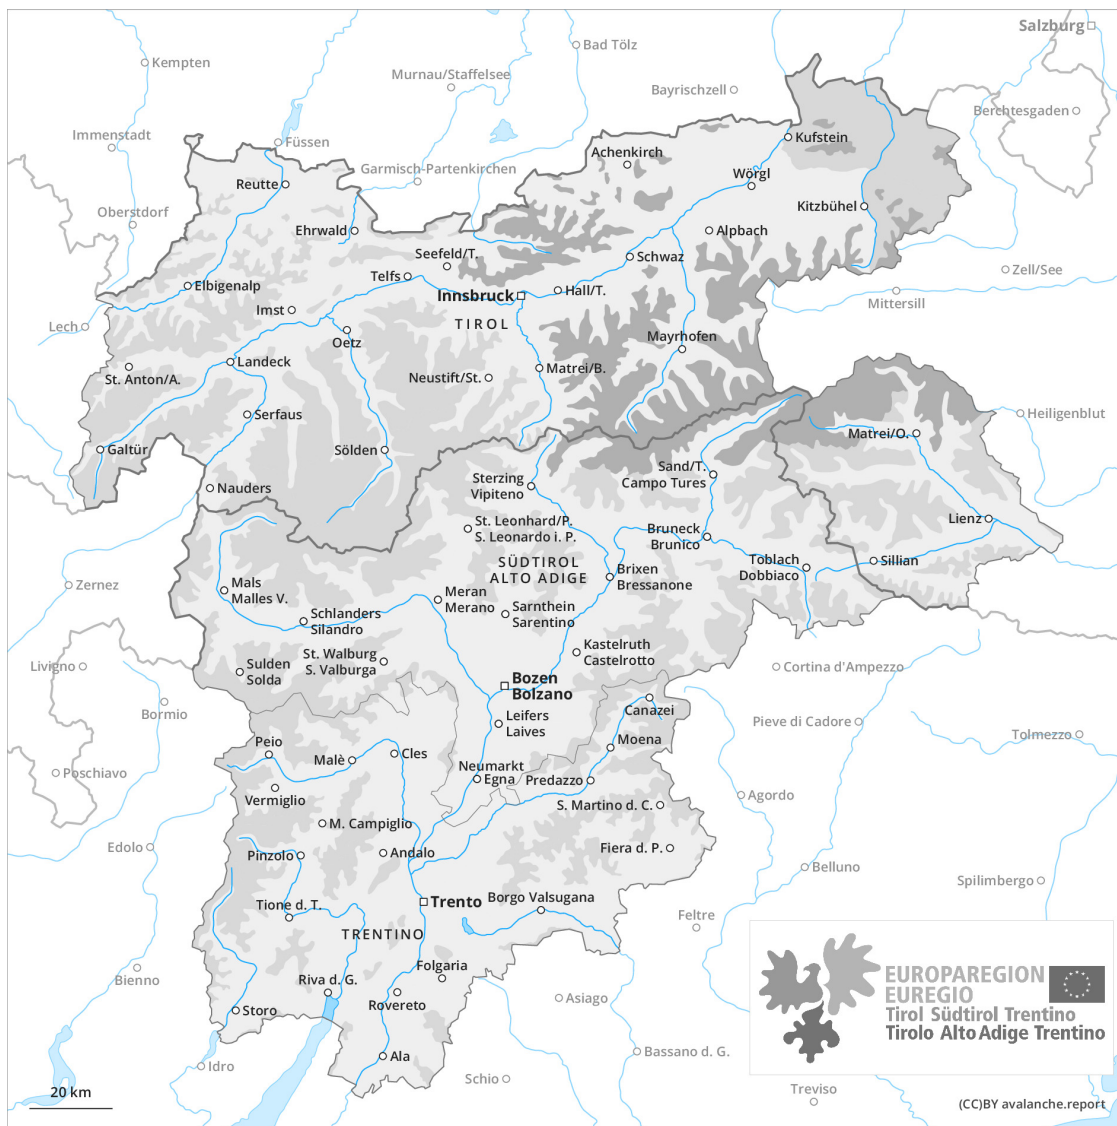 Salzburg
Bad Tölz
Kempten
Murnau/Staffelsee
Bayrischzell
Berchtesgaden
Immenstadt
Füssen
Kufstein
Achenkirch
Garmisch-Partenkirchen
Wörgl
Reutte
Oberstdorf
Kitzbühel
Ehrwald
Alpbach
Seefeld/T.
Schwaz
Telfs
Zell/See
Elbigenalp
Hall/T.
Innsbruck
Mittersill
Imst
Lech
TIROL
Oetz
Mayrhofen
Landeck
Matrei/B.
St. Anton/A.
Neustift/St.
Serfaus
Heiligenblut
Matrei/O.
Galtür
Sölden
Sand/T.
Campo Tures
Sterzing
Vipiteno
Nauders
Lienz
St. Leonhard/P.
S. Leonardo i. P.
Bruneck
Brunico
SÜDTIROL
ALTO ADIGE
Toblach
Dobbiaco
Sillian
Brixen
Bressanone
Zernez
Mals
Malles V.
Meran
Merano
Sarnthein
Sarentino
Schlanders
Silandro
Kastelruth
Castelrotto
St. Walburg
S. Valburga
Livigno
Sulden
Solda
Cortina d'Ampezzo
Bozen
Bolzano
Canazei
Bormio
Leifers
Laives
Pieve di Cadore
Tolmezzo
Moena
Peio
Cles
Malè
Poschiavo
Neumarkt
Egna
Predazzo
Vermiglio
Agordo
S. Martino d. C.
M. Campiglio
Edolo
Fiera d. P.
Pinzolo
Andalo
Belluno
Spilimbergo
Trento
Borgo Valsugana
Tione d. T.
Feltre
TRENTINO
Folgaria
Bienno
Riva d. G.
Rovereto
Asiago
Storo
EUROPAREGION
EUREGIO
Tirol Südtirol Trentino
Tirolo Alto Adige Trentino
Bassano d. G.
Ala
Idro
Schio
Treviso
20 km
(CC)BY avalanche.report